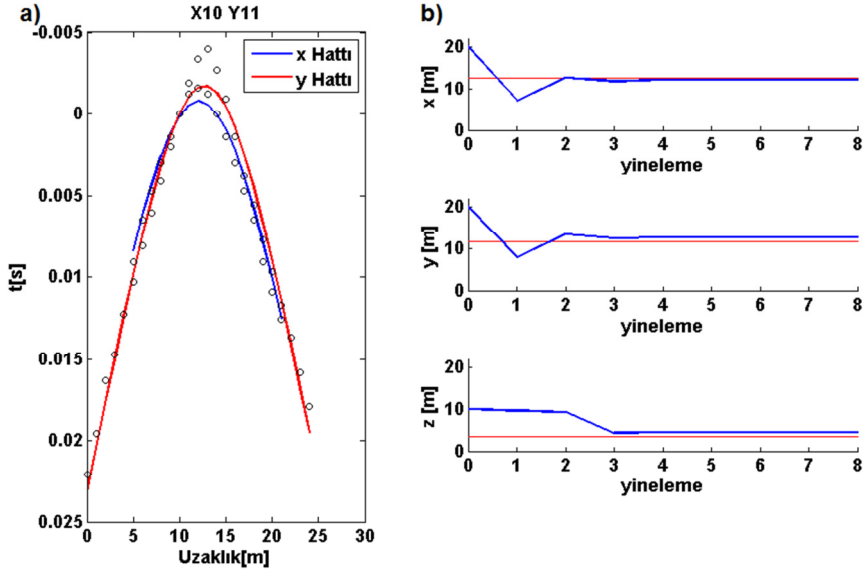 a)
X10 Y11
x Hattı
y Hattı
-0.005
0
0.005
0.01
0.015
0.02
0.025
t[s]
0 5 10 15 20 25 30
Uzaklık[m]
b)
20
10
0
x [m]
0 1 2 3 4 5 6 7 8
yineleme
20
10
0
y [m]
0 1 2 3 4 5 6 7 8
yineleme
20
10
0
z [m]
0 1 2 3 4 5 6 7 8
yineleme